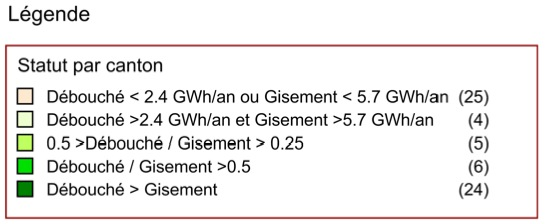 Légende
Statut par canton
Débouché < 2.4 GWh/an ou Gisement < 5.7 GWh/an (25)
Débouché >2.4 GWh/an et Gisement >5.7 GWh/an (4)
0.5 >Débouché / Gisement > 0.25 (5)
Débouché / Gisement >0.5 (6)
Débouché > Gisement (24)